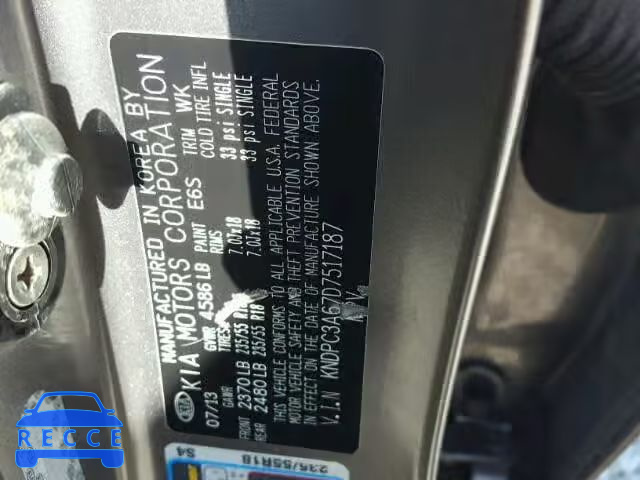 MANUFACTURED IN KOREA BY
KIA MOTORS CORPORATION
07/13 GVWR 4586 LB PAINT E6S TRIM WK
GAWR TIRES RIMS COLD TIRE INFL
FRONT 2370 LB 235/55 7.0Jx18 33 psi SINGLE
REAR 2480 LB 235/55 R18 7.0Jx18 33 psi SINGLE
THIS VEHICLE CONFORMS TO ALL APPLICABLE U.S.A. FEDERAL
MOTOR VEHICLE SAFETY AND THEFT PREVENTION STANDARDS
IN EFFECT ON THE DATE OF MANUFACTURE SHOWN ABOVE.
V.I.N KNDPC3A67D7517187
M.P.V
KIA
S4
235/55R18
RECCE